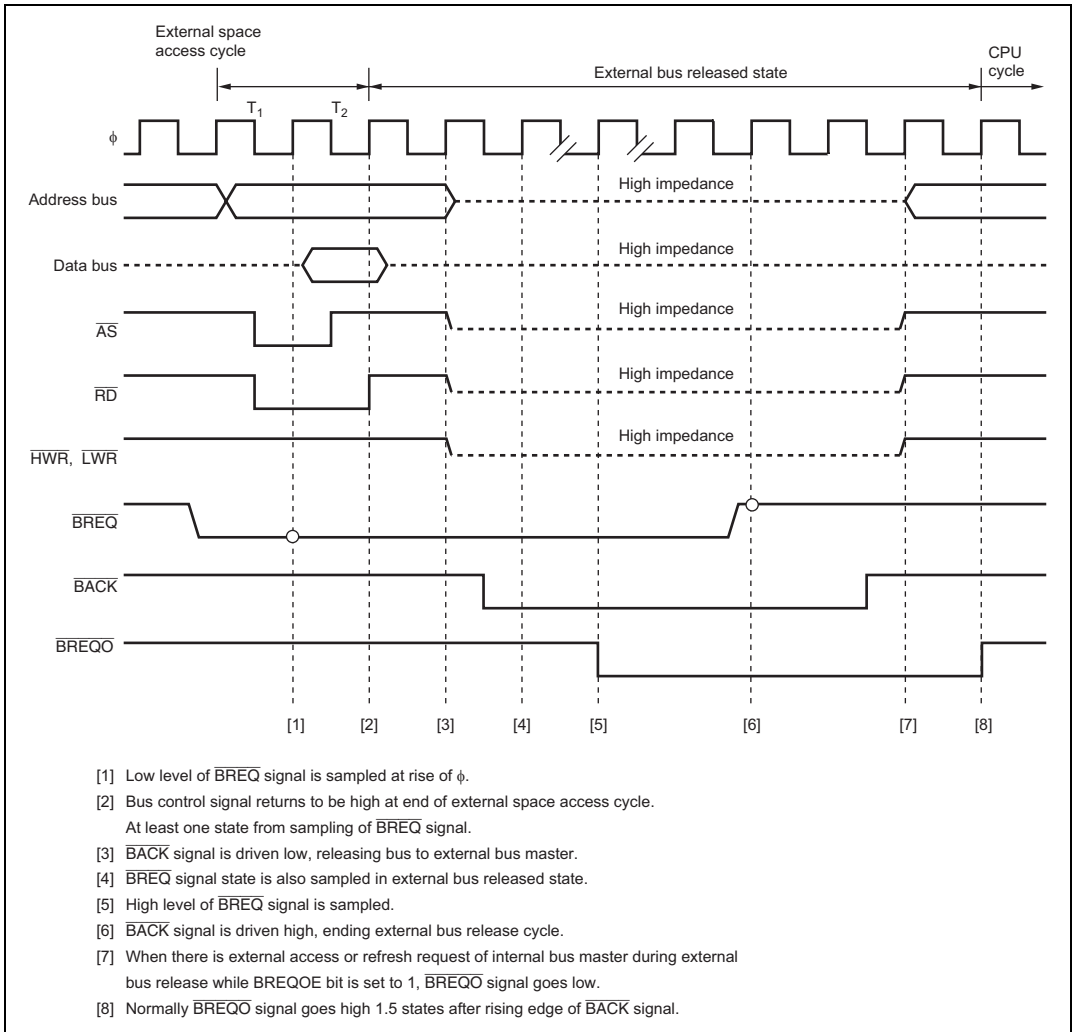 External space
access cycle
External bus released state
CPU
cycle
T1
T2
ϕ
Address bus
High impedance
Data bus
High impedance
AS
High impedance
RD
High impedance
HWR, LWR
High impedance
BREQ
BACK
BREQO
[1] [2] [3] [4] [5] [6] [7] [8]
[1] Low level of BREQ signal is sampled at rise of ϕ.
[2] Bus control signal returns to be high at end of external space access cycle.
At least one state from sampling of BREQ signal.
[3] BACK signal is driven low, releasing bus to external bus master.
[4] BREQ signal state is also sampled in external bus released state.
[5] High level of BREQ signal is sampled.
[6] BACK signal is driven high, ending external bus release cycle.
[7] When there is external access or refresh request of internal bus master during external
bus release while BREQOE bit is set to 1, BREQO signal goes low.
[8] Normally BREQO signal goes high 1.5 states after rising edge of BACK signal.